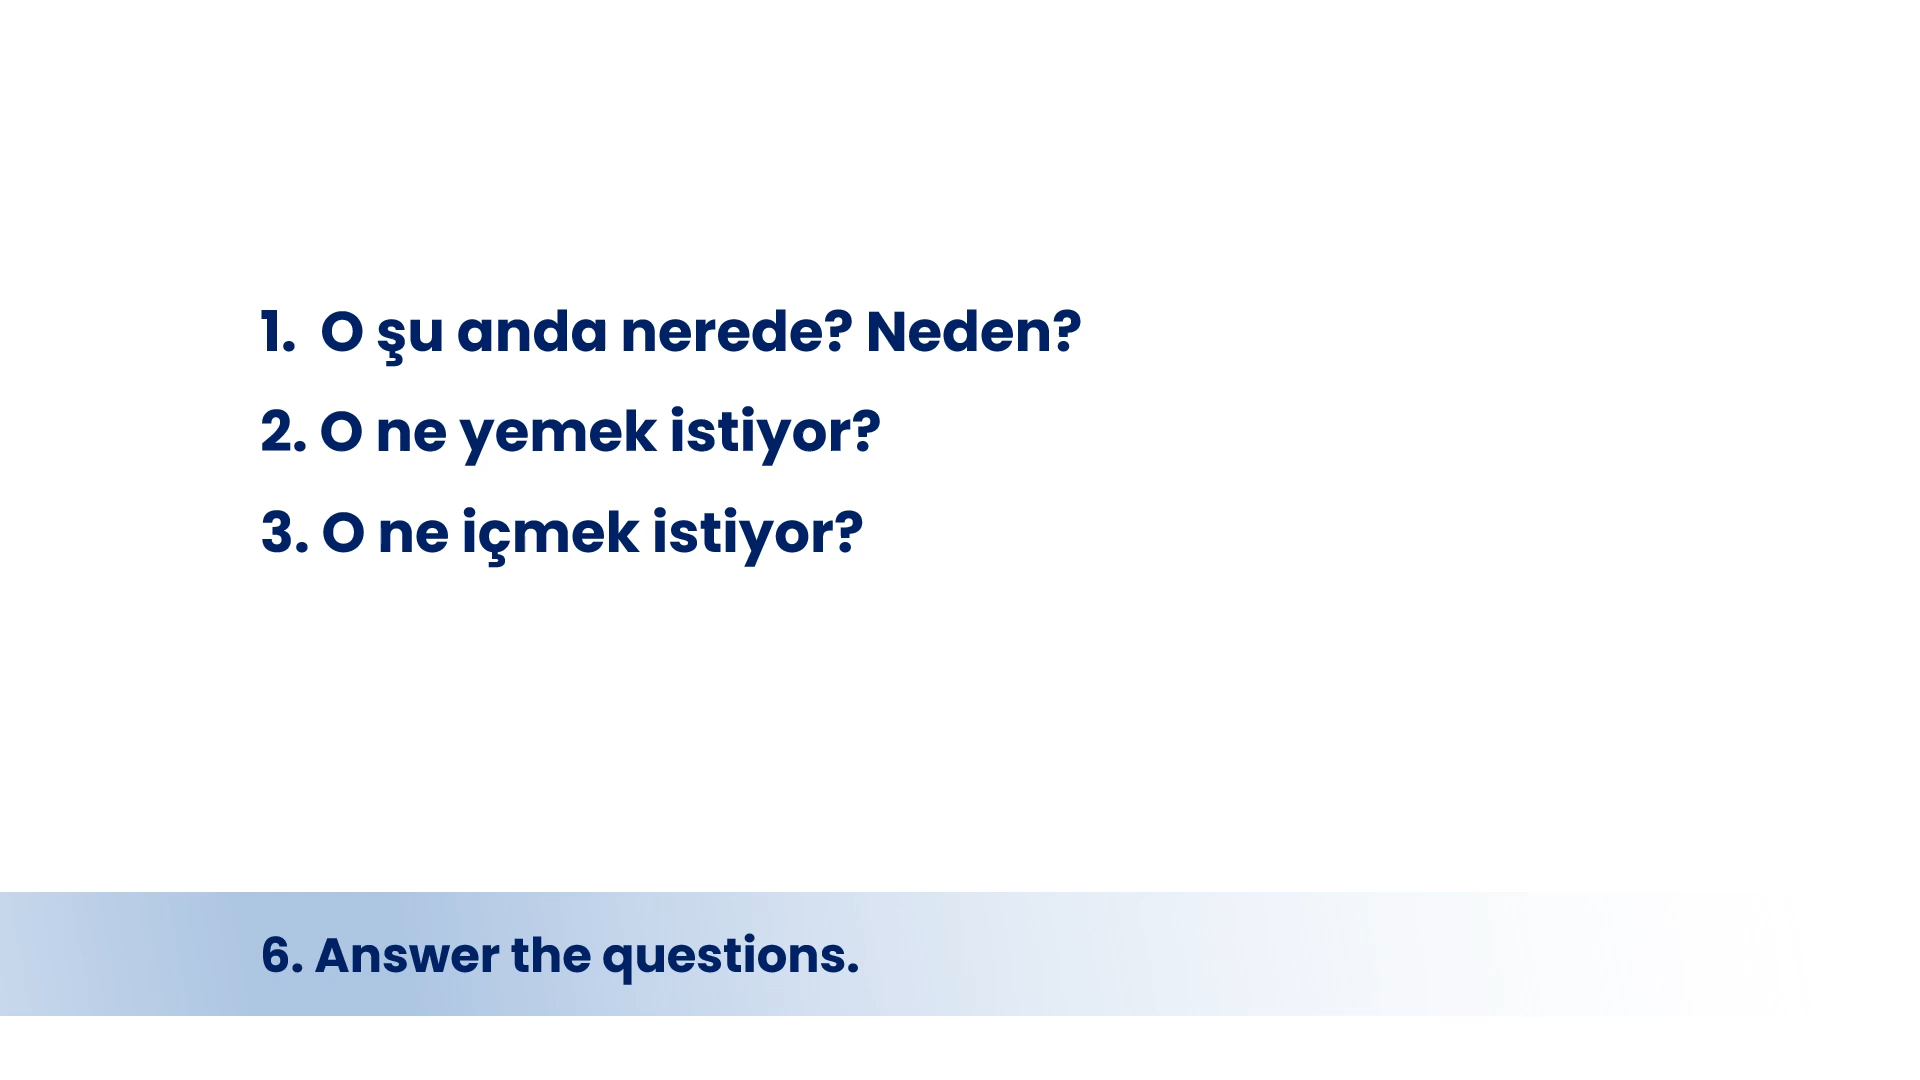 1. O şu anda nerede? Neden?
2. O ne yemek istiyor?
3. O ne içmek istiyor?
6. Answer the questions.